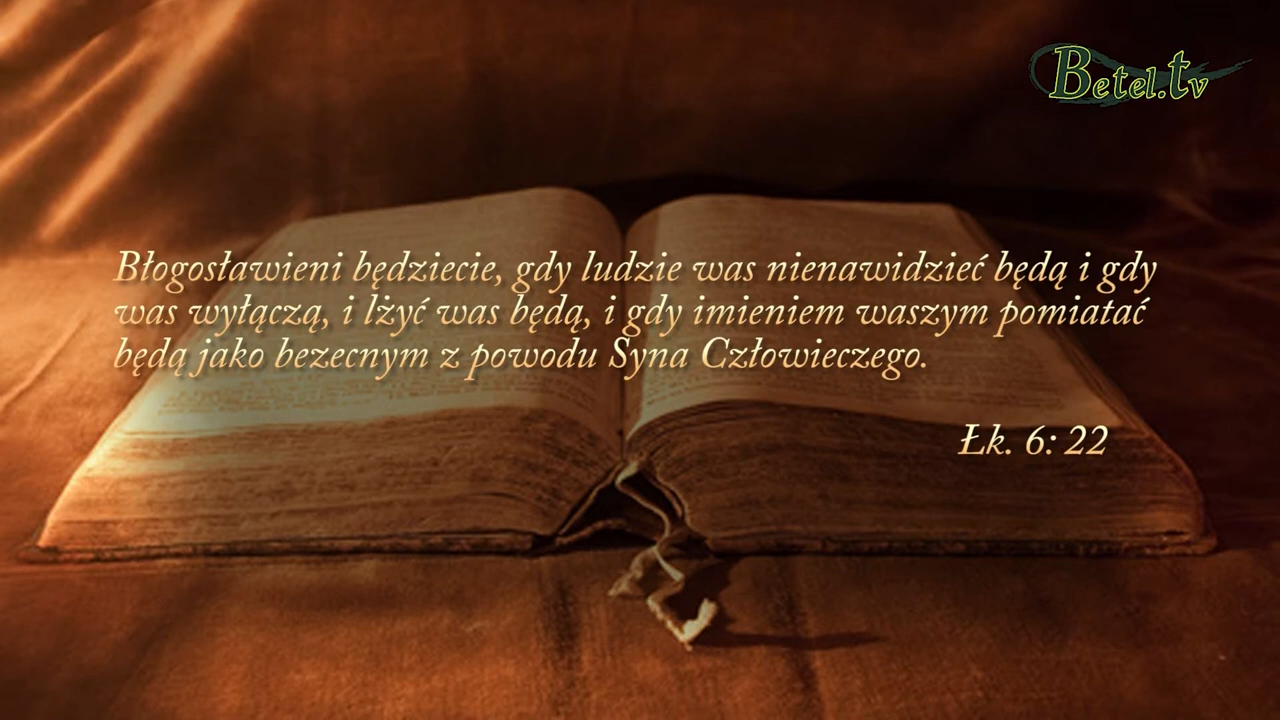 Betel.tv
Błogosławieni będziecie, gdy ludzie was nienawidzieć będą i gdy
was wyłączą, i lżyć was będą, i gdy imieniem waszym pomiatać
będą jako bezecnym z powodu Syna Człowieczego.
Łk. 6: 22